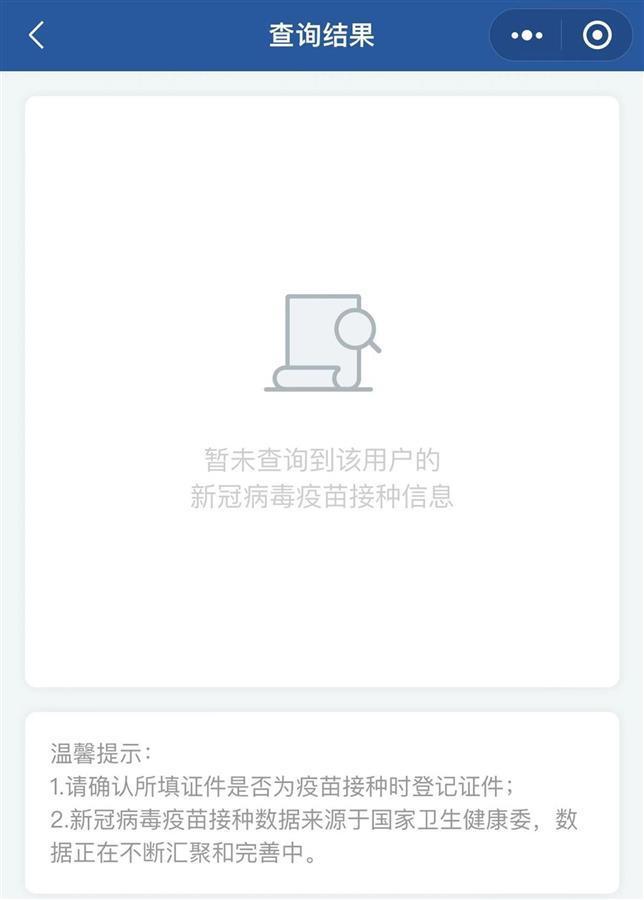 查询结果
暂未查询到该用户的
新冠病毒疫苗接种信息
温馨提示：
1.请确认所填证件是否为疫苗接种时登记证件；
2.新冠病毒疫苗接种数据来源于国家卫生健康委，数
据正在不断汇聚和完善中。